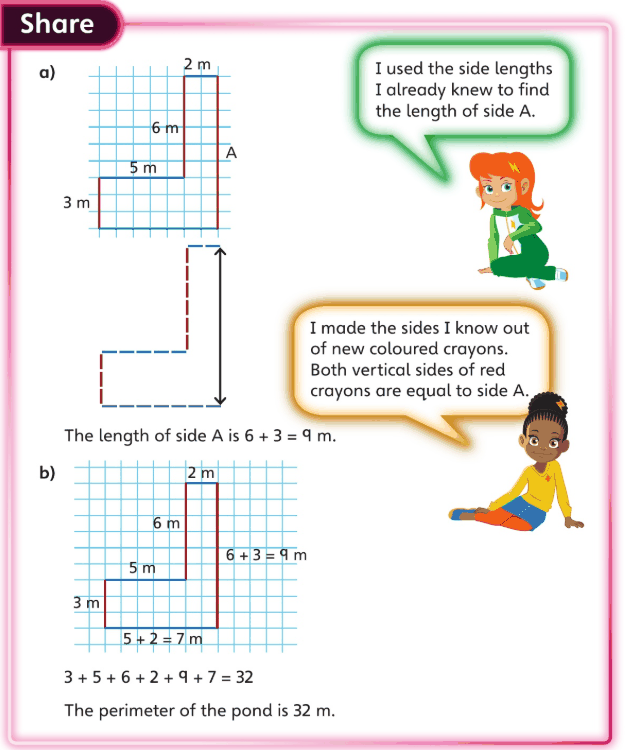 Share
a)
2 m
6 m
A
5 m
3 m
I used the side lengths
I already knew to find
the length of side A.
I made the sides I know out
of new coloured crayons.
Both vertical sides of red
crayons are equal to side A.
The length of side A is 6 + 3 = 9 m.
b)
2 m
6 m
6 + 3 = 9 m
5 m
3 m
5 + 2 = 7 m
3 + 5 + 6 + 2 + 9 + 7 = 32
The perimeter of the pond is 32 m.